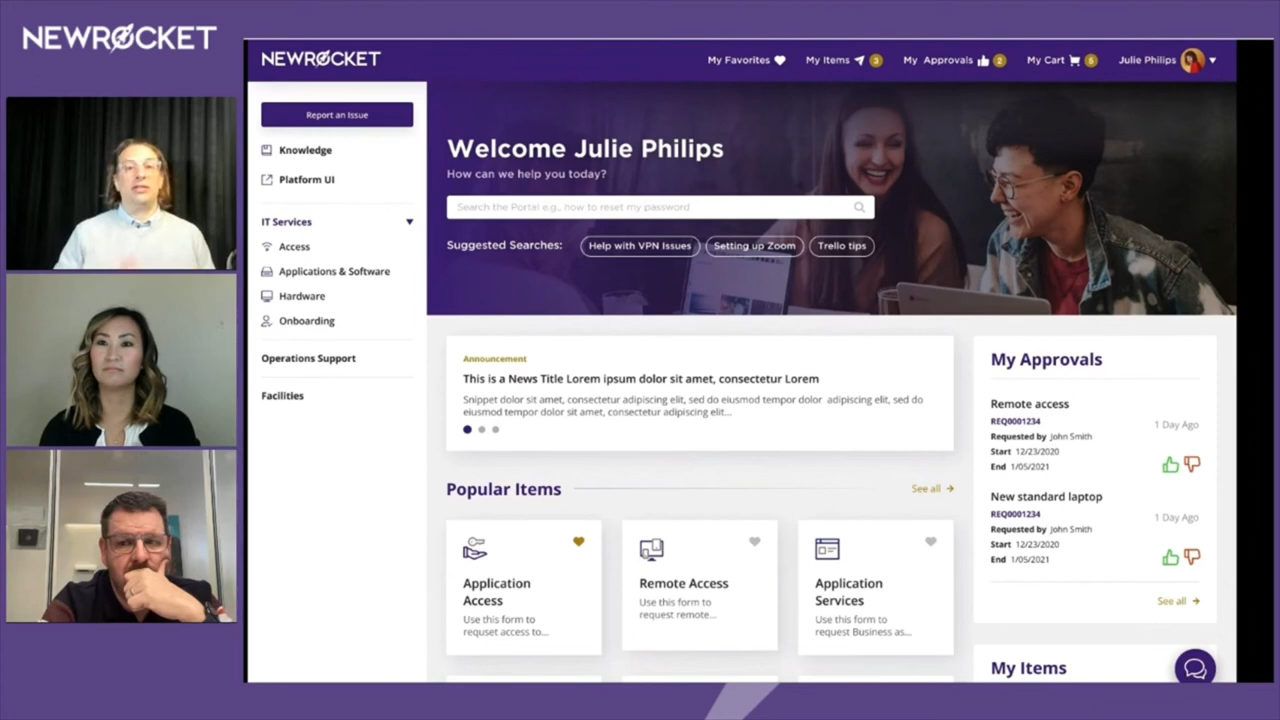 NEWROCKET
NEWROCKET
My Favorites
My Items 3
My Approvals 2
My Cart 5
Julie Philips
Report an Issue
Knowledge
Platform UI
IT Services
Access
Applications & Software
Hardware
Onboarding
Operations Support
Facilities
Welcome Julie Philips
How can we help you today?
Search the Portal e.g., how to reset my password
Suggested Searches: Help with VPN Issues Setting up Zoom Trello tips
Announcement
This is a News Title Lorem ipsum dolor sit amet, consectetur Lorem
Snippet dolor sit amet, consectetur adipiscing elit, sed do eiusmod tempor dolor adipiscing elit, sed do
eiusmod tempor dolor sit amet, consectetur adipiscing elit...
Popular Items
See all
Application
Access
Use this form to
requset access to...
Remote Access
Use this form to
request remote...
Application
Services
Use this form to
request Business as...
My Approvals
Remote access
REQ0001234
1 Day Ago
Requested by John Smith
Start 12/23/2020
End 1/05/2021
New standard laptop
REQ0001234
1 Day Ago
Requested by John Smith
Start 12/23/2020
End 1/05/2021
See all
My Items